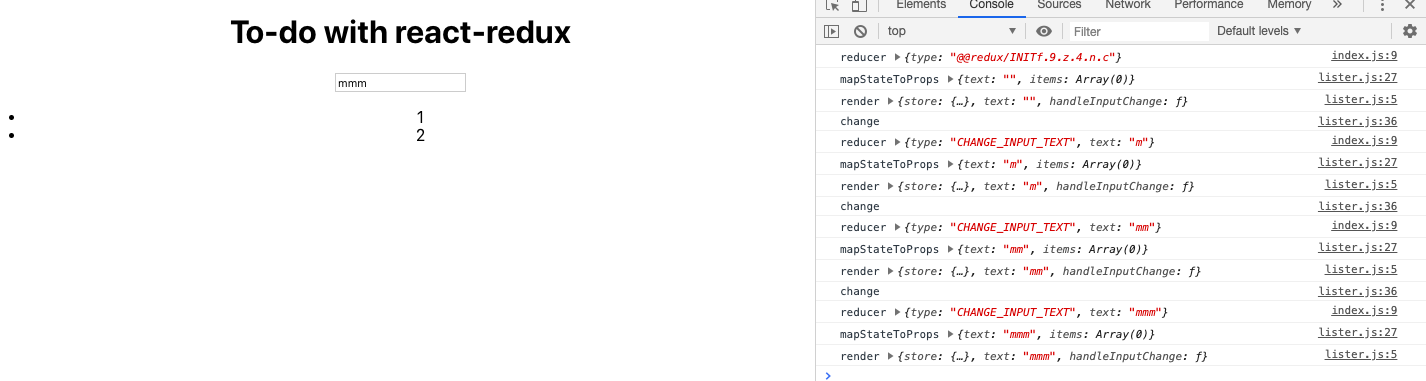 To-do with react-redux
mmm
1
2
Elements Console Sources Network Performance Memory »
top Filter Default levels ▼
reducer ▶{type: "@@redux/INITf.9.z.4.n.c"} index.js:9
mapStateToProps ▶{text: "", items: Array(0)} lister.js:27
render ▶{store: {…}, text: "", handleInputChange: ƒ} lister.js:5
change lister.js:36
reducer ▶{type: "CHANGE_INPUT_TEXT", text: "m"} index.js:9
mapStateToProps ▶{text: "m", items: Array(0)} lister.js:27
render ▶{store: {…}, text: "m", handleInputChange: ƒ} lister.js:5
change lister.js:36
reducer ▶{type: "CHANGE_INPUT_TEXT", text: "mm"} index.js:9
mapStateToProps ▶{text: "mm", items: Array(0)} lister.js:27
render ▶{store: {…}, text: "mm", handleInputChange: ƒ} lister.js:5
change lister.js:36
reducer ▶{type: "CHANGE_INPUT_TEXT", text: "mmm"} index.js:9
mapStateToProps ▶{text: "mmm", items: Array(0)} lister.js:27
render ▶{store: {…}, text: "mmm", handleInputChange: ƒ} lister.js:5